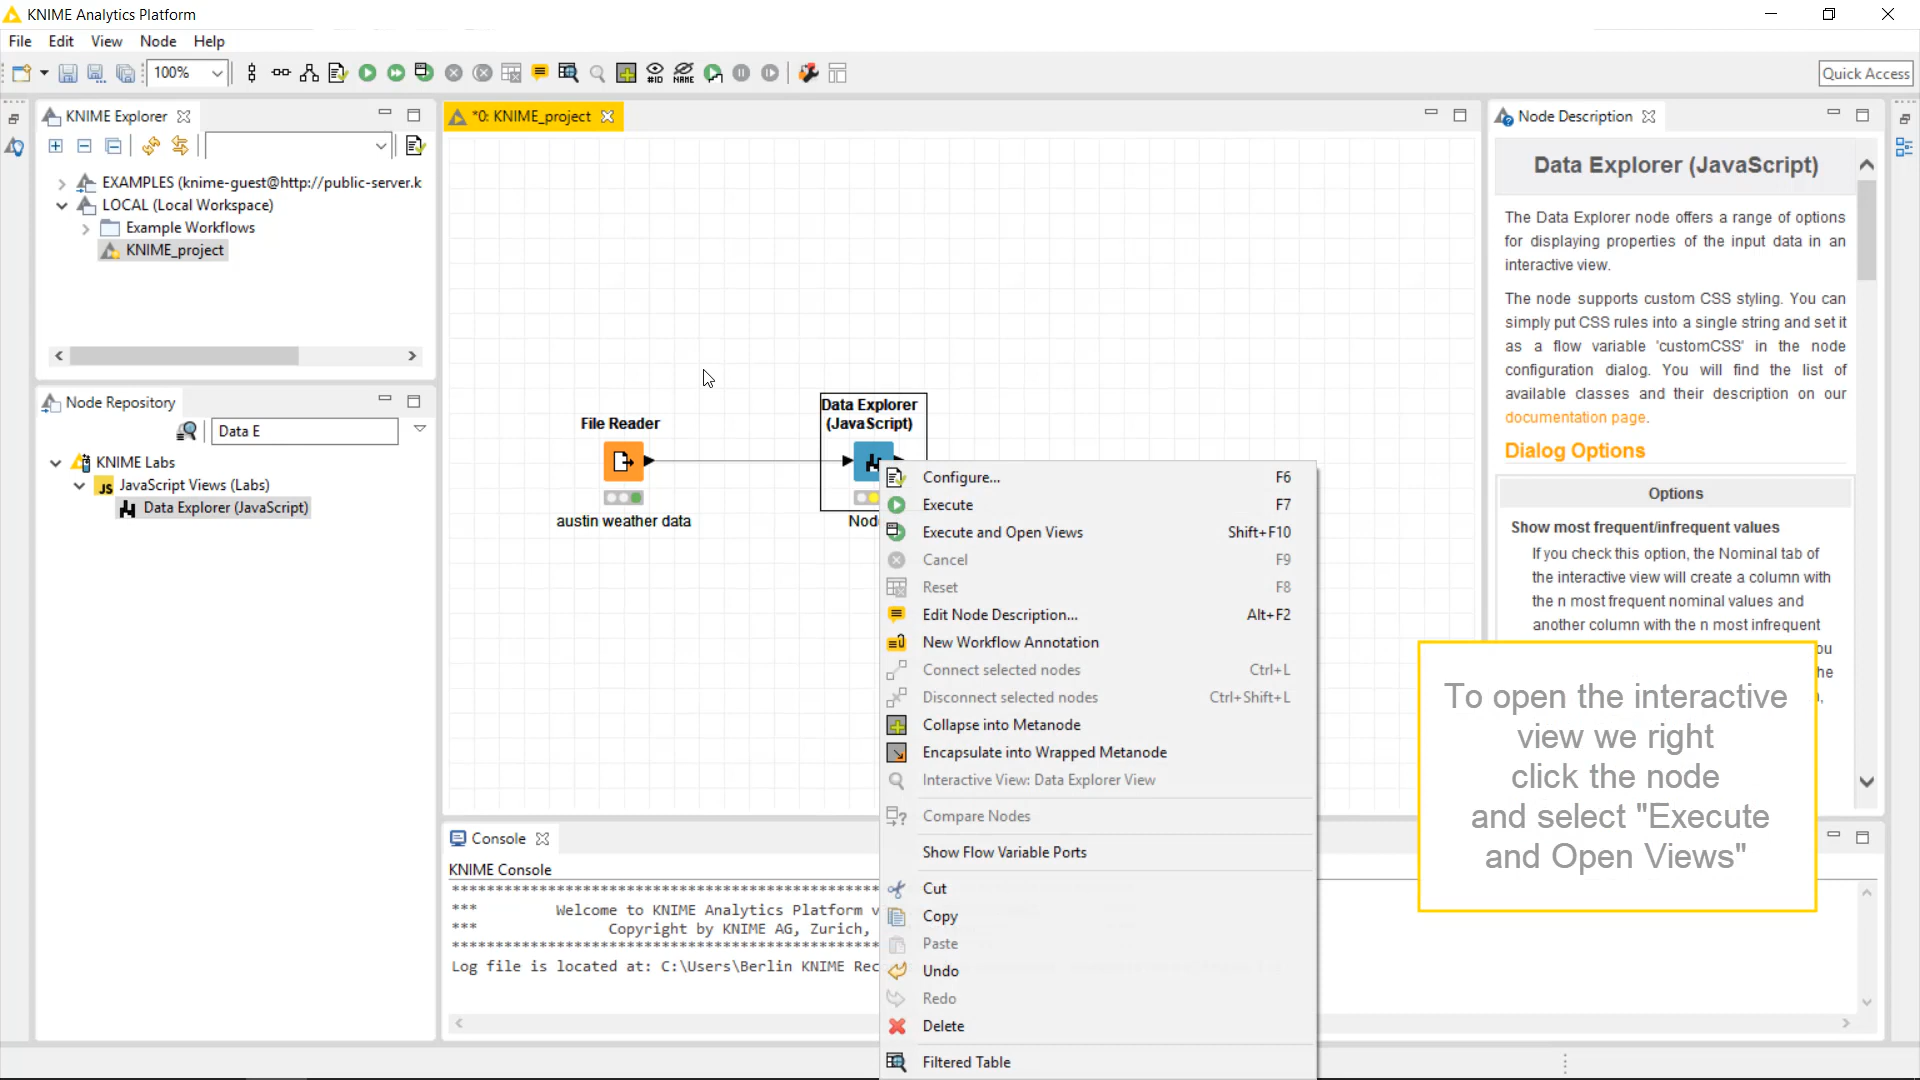 KNIME Analytics Platform
File Edit View Node Help
100%
#ID
NAME
Quick Access
KNIME Explorer
EXAMPLES (knime-guest@http://public-server.k
LOCAL (Local Workspace)
Example Workflows
KNIME_project
Node Repository
Data E
KNIME Labs
JS JavaScript Views (Labs)
Data Explorer (JavaScript)
*0: KNIME_project
File Reader
austin weather data
Data Explorer
(JavaScript)
Nod
Configure... F6
Execute F7
Execute and Open Views Shift+F10
Cancel F9
Reset F8
Edit Node Description... Alt+F2
New Workflow Annotation
Connect selected nodes Ctrl+L
Disconnect selected nodes Ctrl+Shift+L
Collapse into Metanode
Encapsulate into Wrapped Metanode
Interactive View: Data Explorer View
Compare Nodes
Show Flow Variable Ports
Cut
Copy
Paste
Undo
Redo
Delete
Filtered Table
Console
KNIME Console
***
Welcome to KNIME Analytics Platform v
***
Copyright by KNIME AG, Zurich,
Log file is located at: C:\Users\Berlin KNIME Rec
Node Description
Data Explorer (JavaScript)
The Data Explorer node offers a range of options
for displaying properties of the input data in an
interactive view.
The node supports custom CSS styling. You can
simply put CSS rules into a single string and set it
as a flow variable 'customCSS' in the node
configuration dialog. You will find the list of
available classes and their description on our
documentation page.
Dialog Options
Options
Show most frequent/infrequent values
If you check this option, the Nominal tab of
the interactive view will create a column with
the n most frequent nominal values and
another column with the n most infrequent
ou
he
To open the interactive
view we right
click the node
and select "Execute
and Open Views"